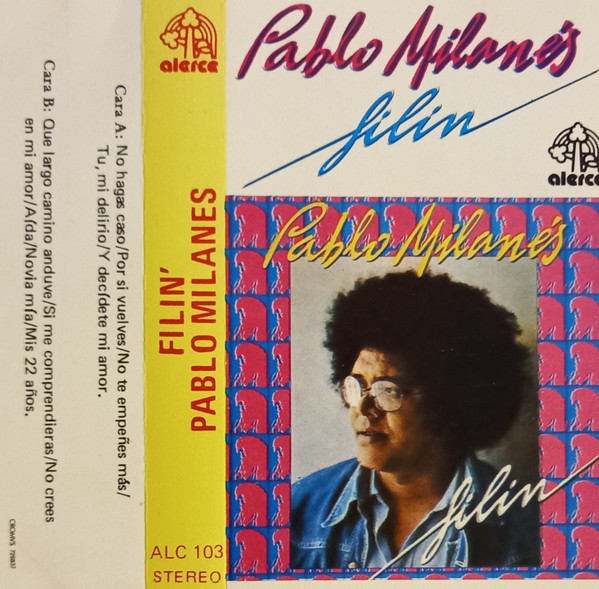 Cara A: No hagas caso/Por si vuelves/No te empeñes más/
Tu, mi delirio/Y decídete mi amor.
Cara B: Que largo camino anduve/Si me comprendieras/No crees
en mi amor/Aída/Novia mía/Mis 22 años.
alerce
FILIN'
PABLO MILANES
ALC 103
STEREO
Pablo Milanés
filin
alerce
Pablo Milanés
filin